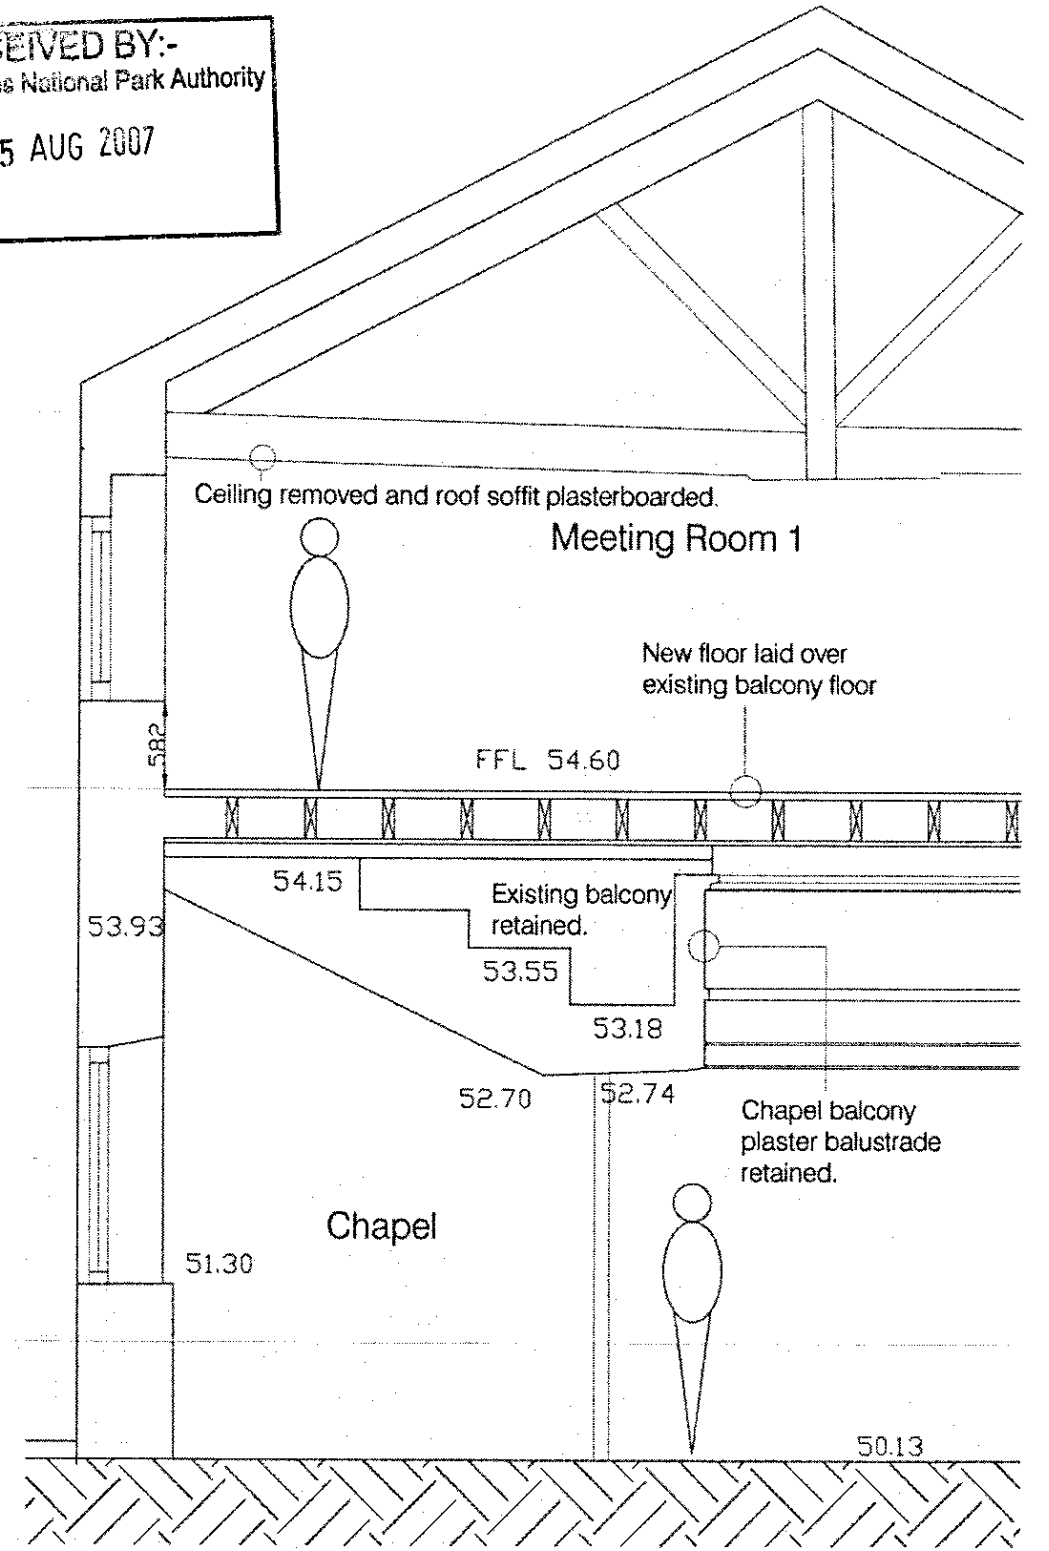 BY:-
National Park Authority
5 AUG 2007
Ceiling removed and roof soffit plasterboarded.
Meeting Room 1
New floor laid over
existing balcony floor
582
FFL 54.60
54.15
Existing balcony
retained.
53.93
53.55
53.18
52.70
52.74
Chapel balcony
plaster balustrade
retained.
Chapel
51.30
50.13